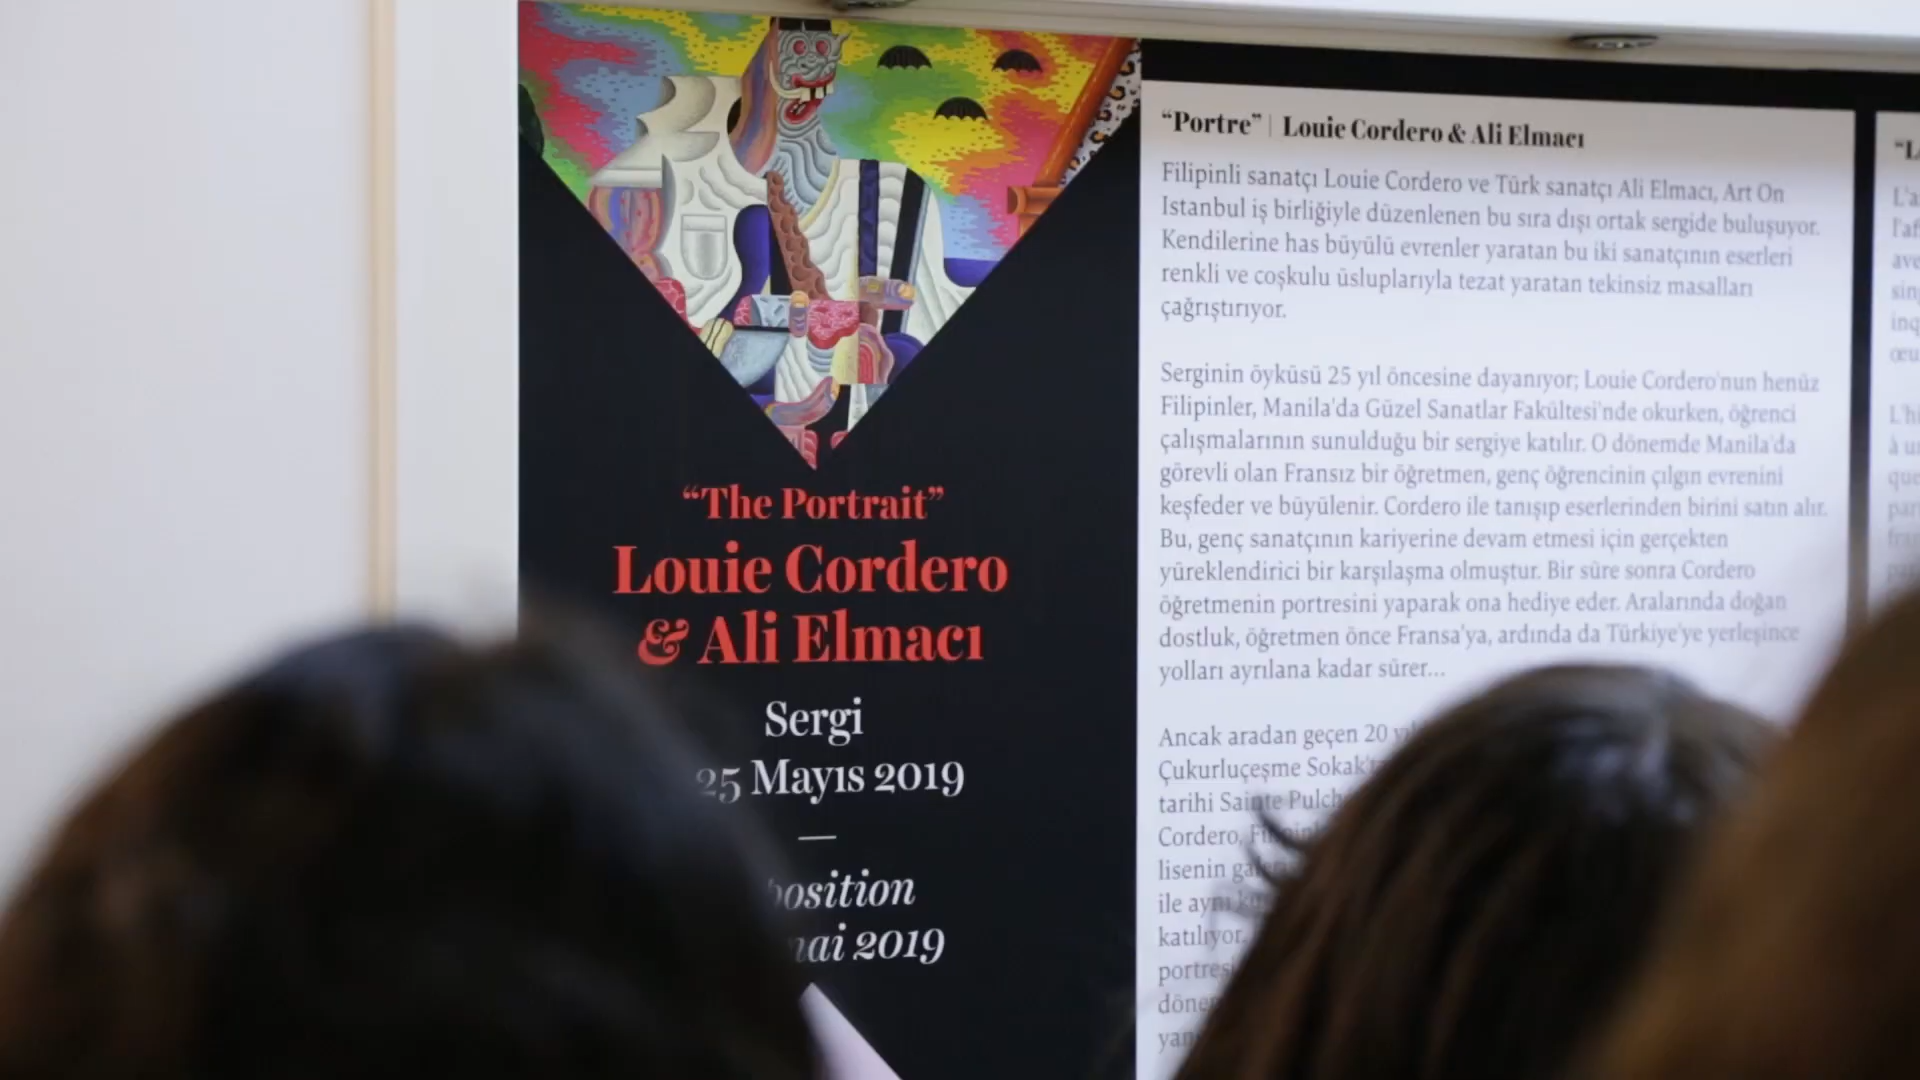 “The Portrait”
Louie Cordero
& Ali Elmacı
Sergi
25 Mayıs 2019
2019
“Portre” | Louie Cordero & Ali Elmacı
Filipinli sanatçı Louie Cordero ve Türk sanatçı Ali Elmacı, Art On
Istanbul iş birliğiyle düzenlenen bu sıra dışı ortak sergide buluşuyor.
Kendilerine has büyülü evrenler yaratan bu iki sanatçının eserleri
renkli ve coşkulu üsluplarıyla tezat yaratan tekinsiz masalları
çağrıştırıyor.
Serginin öyküsü 25 yıl öncesine dayanıyor; Louie Cordero'nun henüz
Filipinler, Manila'da Güzel Sanatlar Fakültesi'nde okurken, öğrenci
çalışmalarının sunulduğu bir sergiye katılır. O dönemde Manila'da
görevli olan Fransız bir öğretmen, genç öğrencinin çılgın evrenini
keşfeder ve büyülenir. Cordero ile tanışıp eserlerinden birini satın alır.
Bu, genç sanatçının kariyerine devam etmesi için gerçekten
yüreklendirici bir karşılaşma olmuştur. Bir süre sonra Cordero
öğretmenin portresini yaparak ona hediye eder. Aralarında doğan
dostluk, öğretmen önce Fransa'ya, ardında da Türkiye'ye yerleşince
yolları ayrılana kadar sürer...
Ancak aradan geçen 20
Çukurluçeşme Sokak'ta
tarihi Sainte
Cordero,
lisenin
ile aynı
katılıyor.